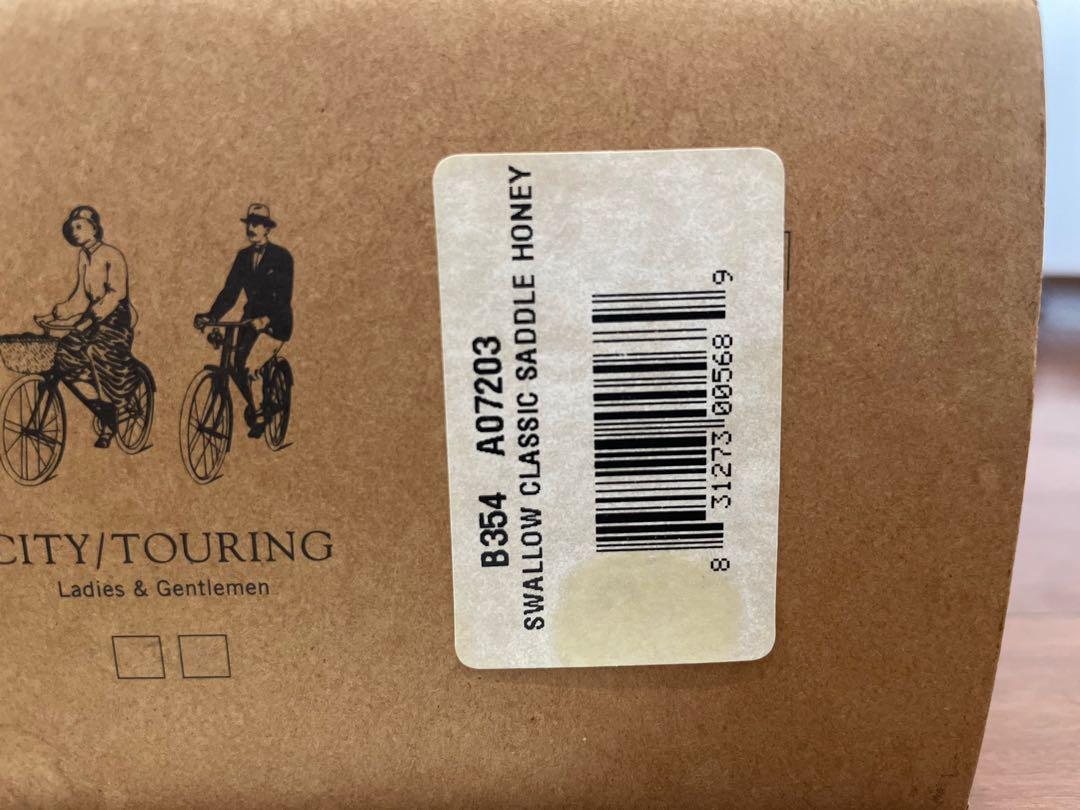 CITY/TOURING
Ladies & Gentlemen
B354 A07203
SWALLOW CLASSIC SADDLE HONEY
8 31273 00568 9